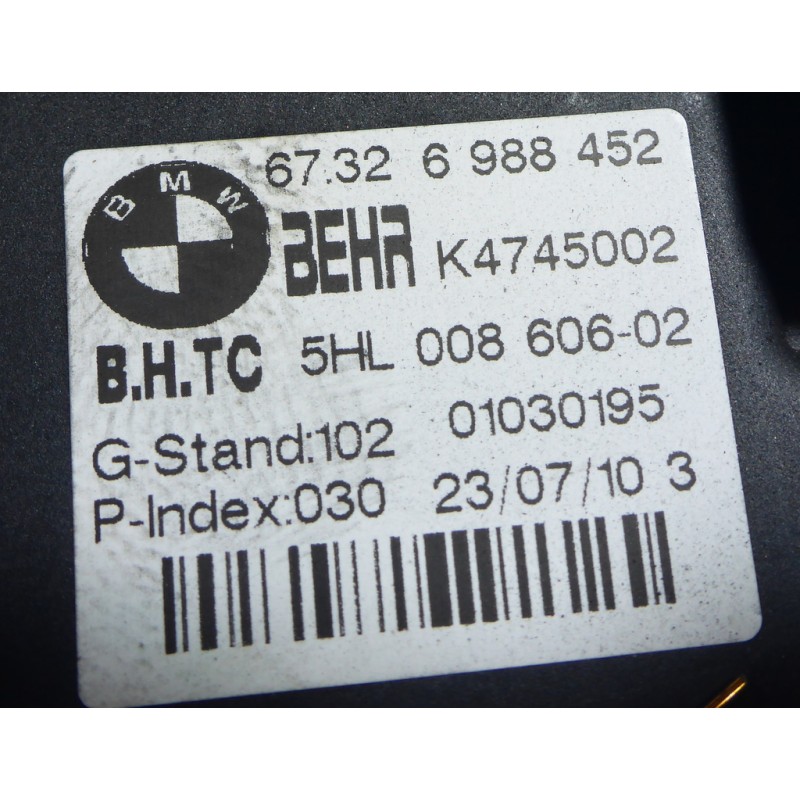 BMW 67.32 6 988 452
BEHR K4745002
B.H.TC 5HL 008 606-02
G-Stand:102 01030195
P-Index:030 23/07/10 3